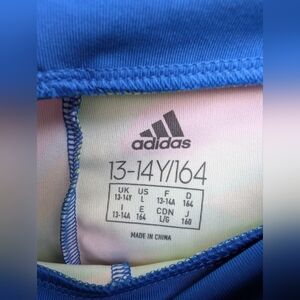 adidas
13-14Y/164
UK US F D
13-14Y L 13-14A 164
I E CDN J
13-14A 164 L/G 160
MADE IN CHINA